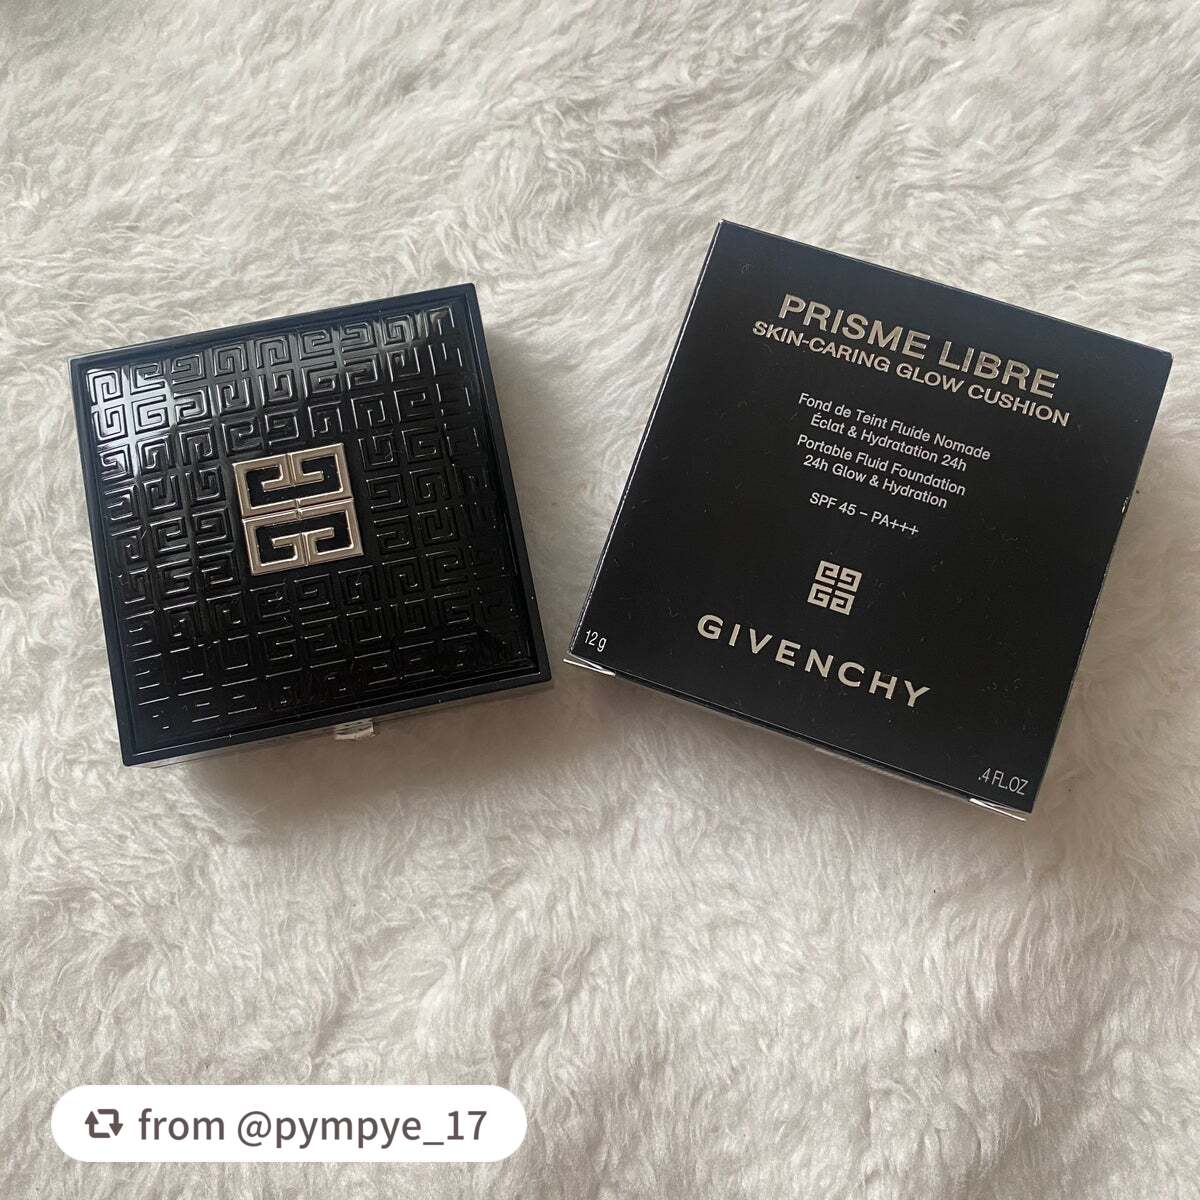 PRISME LIBRE
SKIN-CARING GLOW CUSHION
Fond de Teint Fluide Nomade
Éclat & Hydratation 24h
Portable Fluid Foundation
24h Glow & Hydration
SPF 45 – PA+++
GIVENCHY
12 g
.4 FL.OZ
from @pympye_17